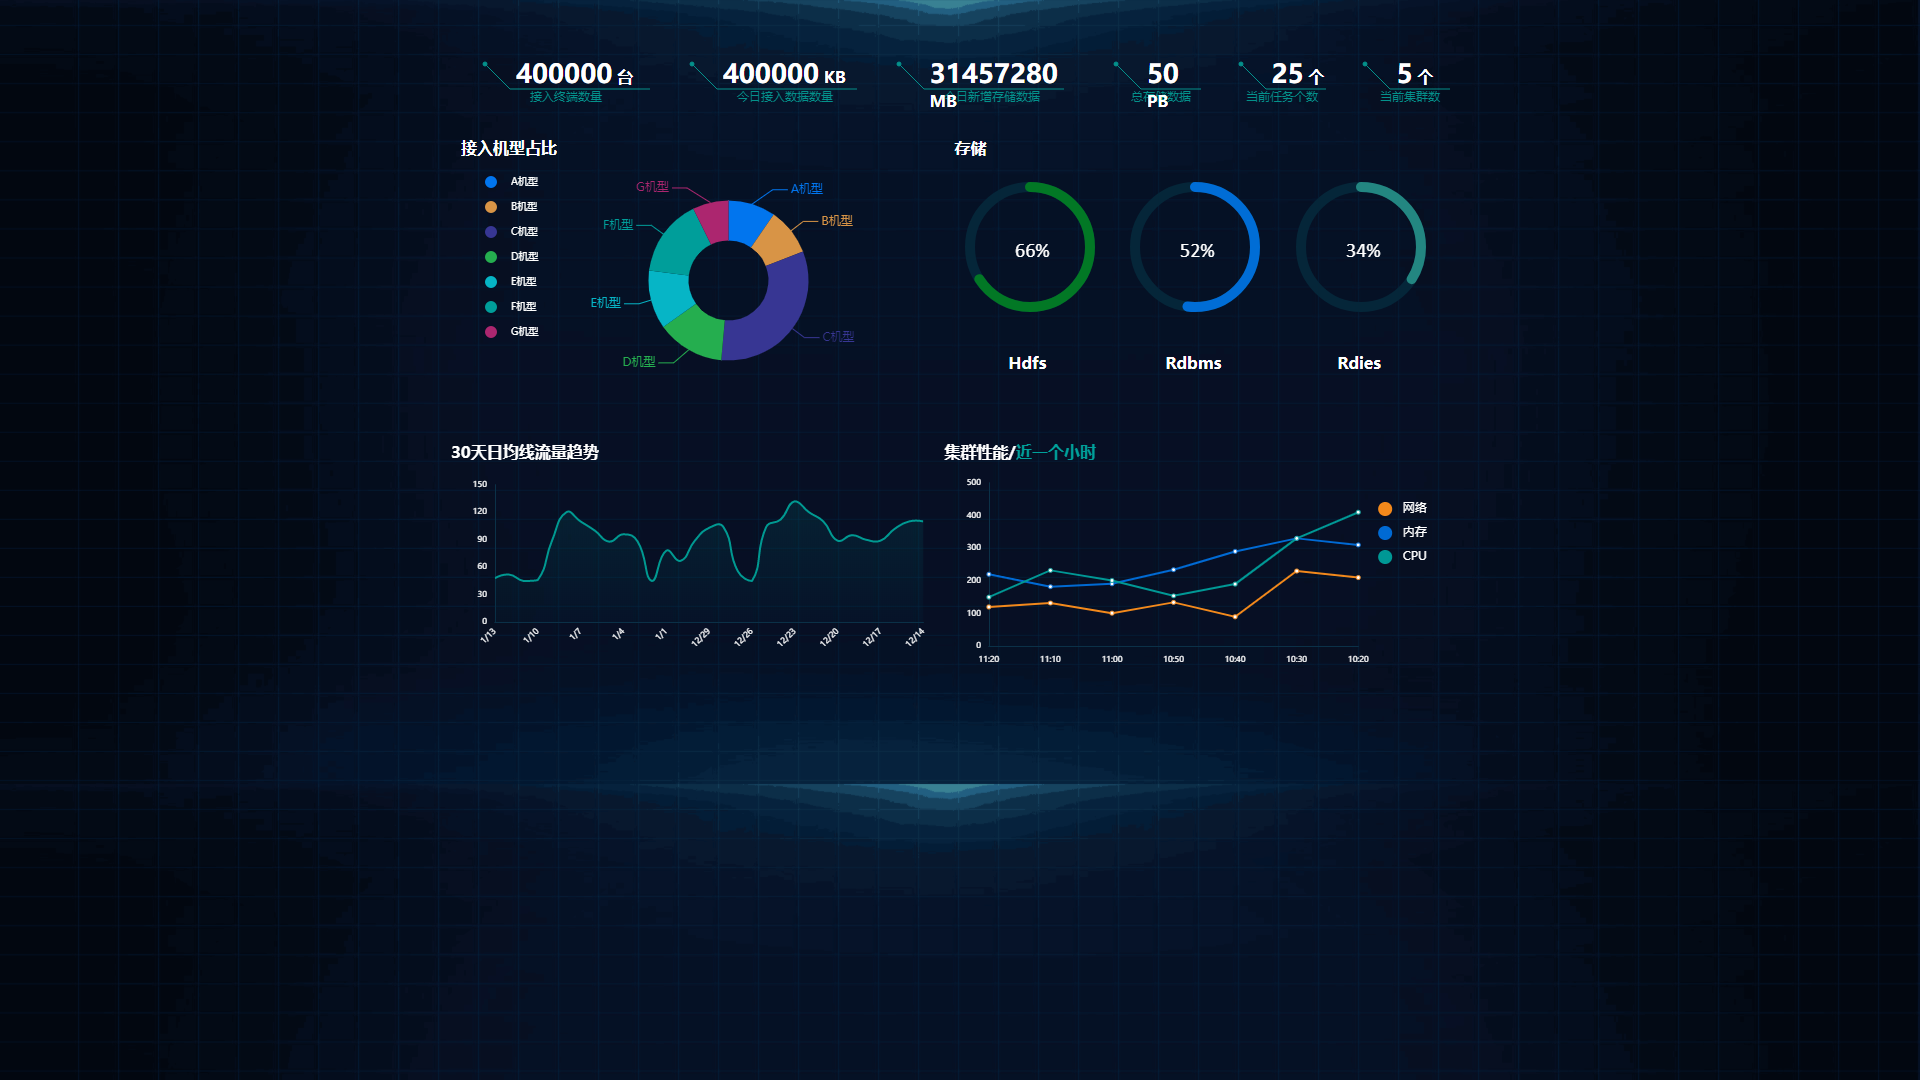 400000 台
接入终端数量
400000 KB
今日接入数据数量
31457280
MB
今日新增存储数据
50
PB
总存储数据
25 个
当前任务个数
5 个
当前集群数
接入机型占比
A机型
B机型
C机型
D机型
E机型
F机型
G机型
G机型
A机型
F机型
B机型
E机型
C机型
D机型
存储
66%
52%
34%
Hdfs
Rdbms
Rdies
30天日均线流量趋势
150
120
90
60
30
0
1/13
1/10
1/7
1/4
1/1
12/29
12/26
12/23
12/20
12/17
12/14
集群性能/近一个小时
500
400
300
200
100
0
11:20
11:10
11:00
10:50
10:40
10:30
10:20
网络
内存
CPU